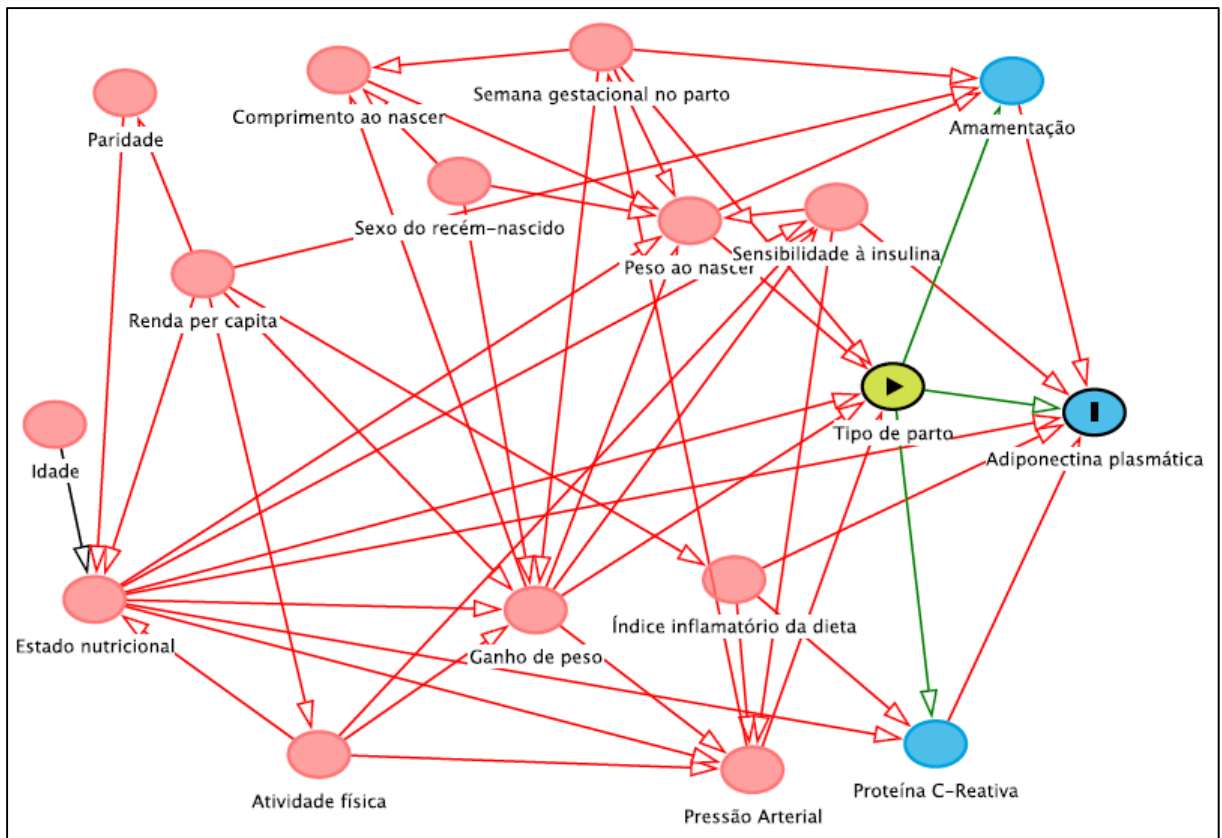 Semana gestacional no parto
Comprimento ao nascer
Amamentação
Paridade
Sexo do recém-nascido
Sensibilidade à insulina
Peso ao nascer
Renda per capita
Tipo de parto
Adiponectina plasmática
Idade
Índice inflamatório da dieta
Estado nutricional
Ganho de peso
Proteína C-Reativa
Atividade física
Pressão Arterial